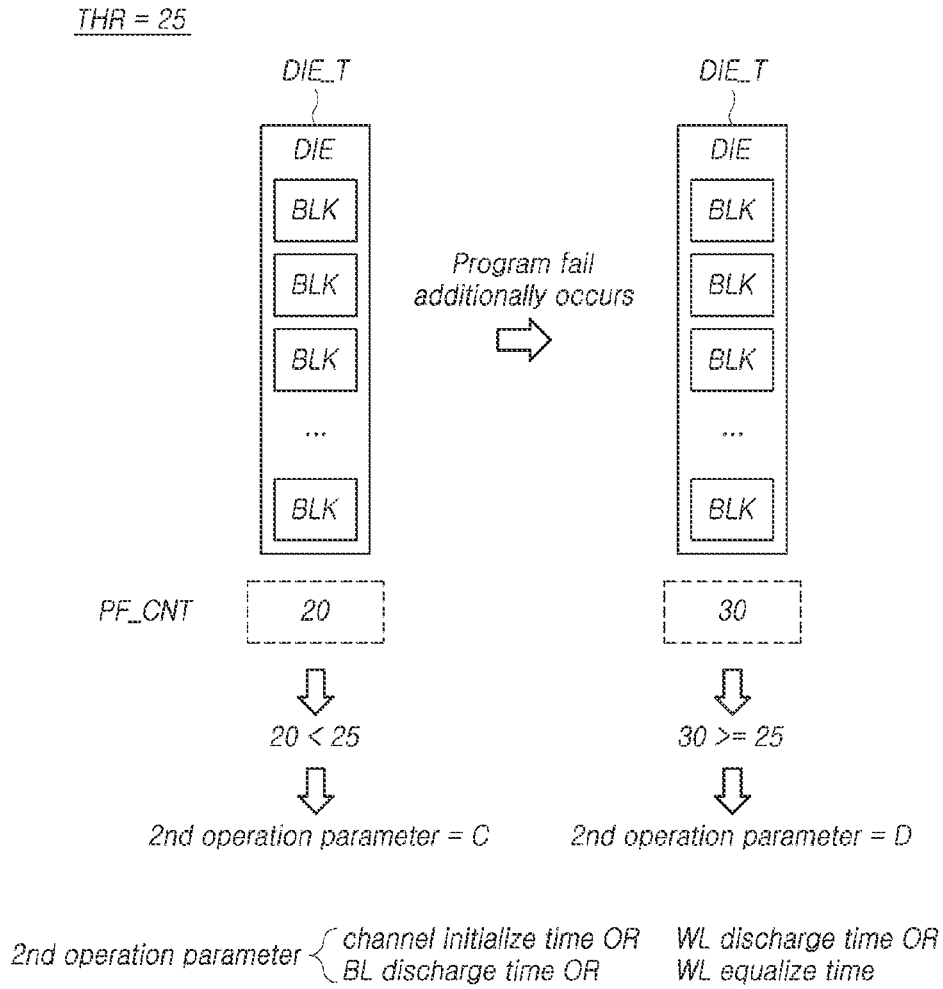 THR = 25
DIE_T DIE_T
DIE DIE
BLK BLK
BLK BLK
Program fail
additionally occurs
BLK BLK
... ...
BLK BLK
PF_CNT 20 30
20 < 25 30 >= 25
2nd operation parameter = C 2nd operation parameter = D
2nd operation parameter { channel initialize time OR WL discharge time OR
BL discharge time OR WL equalize time